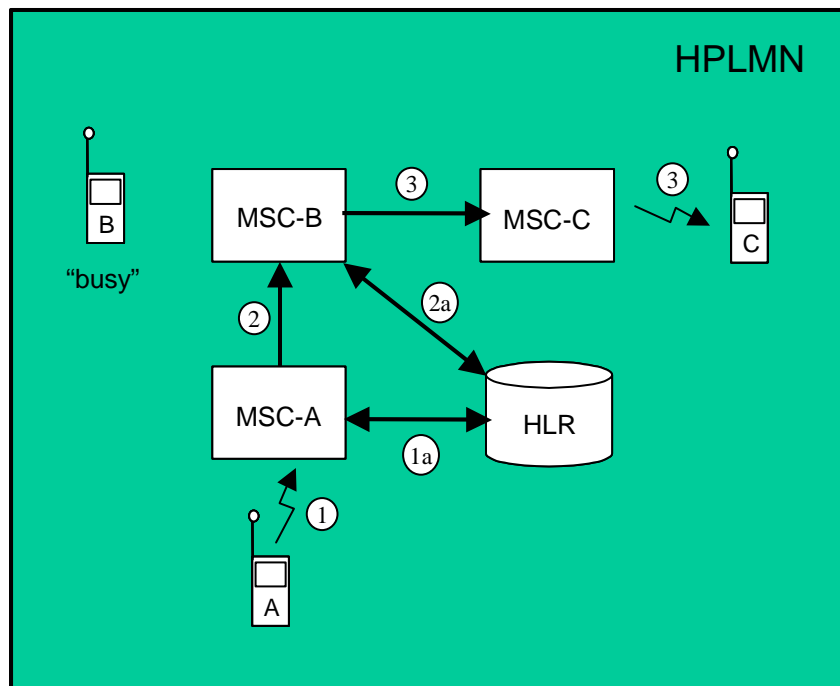 HPLMN
B
“busy”
MSC-B
3
MSC-C
3
C
2
2a
MSC-A
1a
HLR
1
A